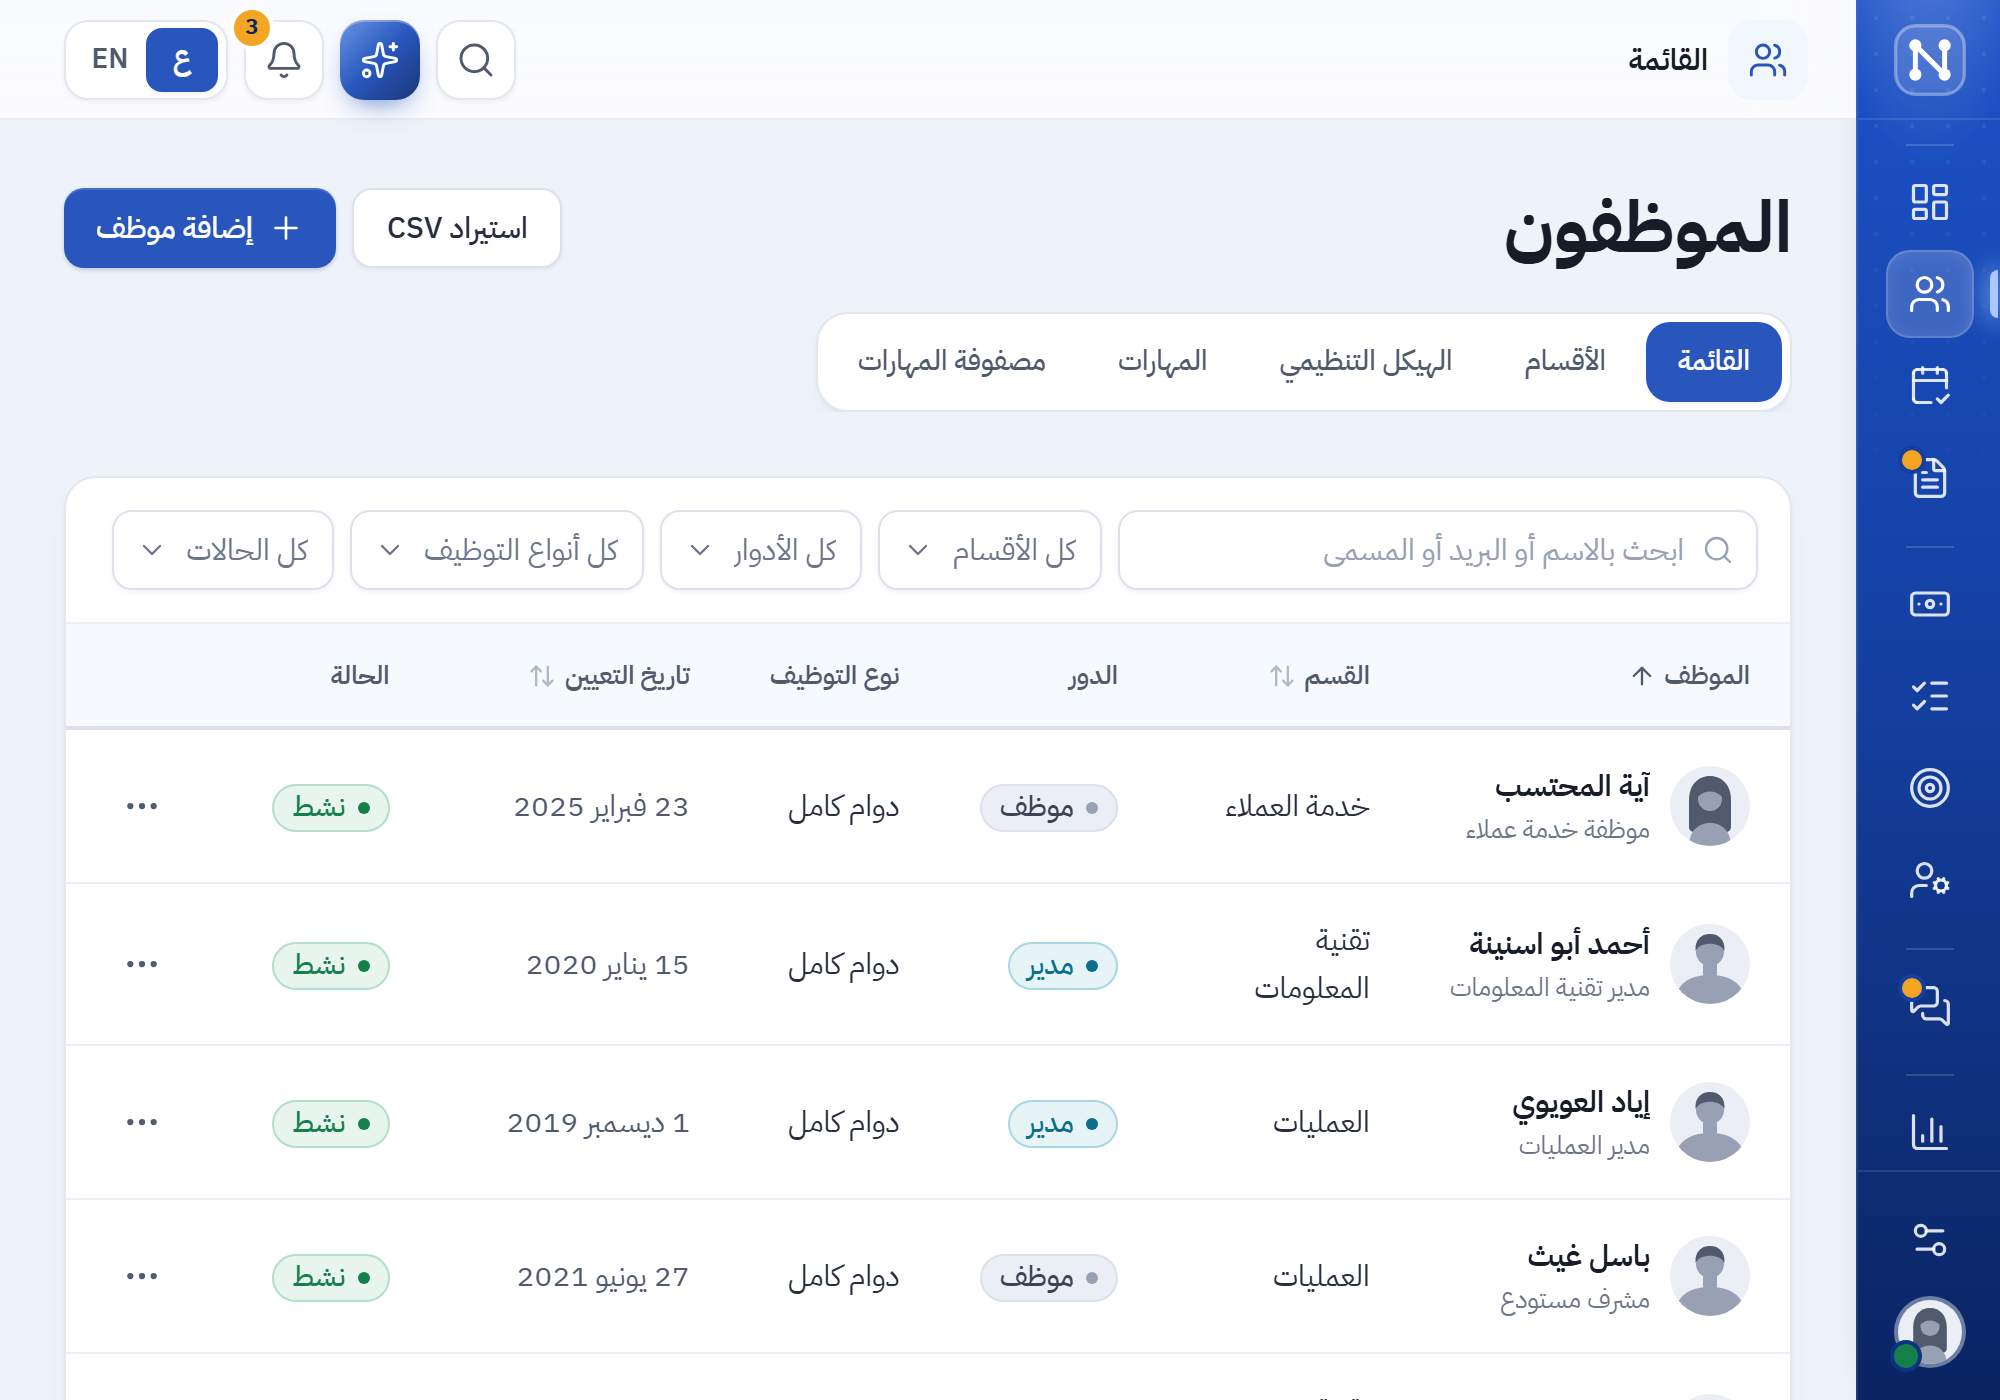 القائمة
3
ع EN
الموظفون
استيراد CSV
إضافة موظف
القائمة الأقسام الهيكل التنظيمي المهارات مصفوفة المهارات
ابحث بالاسم أو البريد أو المسمى
كل الأقسام
كل الأدوار
كل أنواع التوظيف
كل الحالات
الموظف القسم الدور نوع التوظيف تاريخ التعيين الحالة
آية المحتسب
موظفة خدمة عملاء
خدمة العملاء
موظف
دوام كامل
23 فبراير 2025
نشط
أحمد أبو اسنينة
مدير تقنية المعلومات
تقنية
المعلومات
مدير
دوام كامل
15 يناير 2020
نشط
إياد العويوي
مدير العمليات
العمليات
مدير
دوام كامل
1 ديسمبر 2019
نشط
باسل غيث
مشرف مستودع
العمليات
موظف
دوام كامل
27 يونيو 2021
نشط